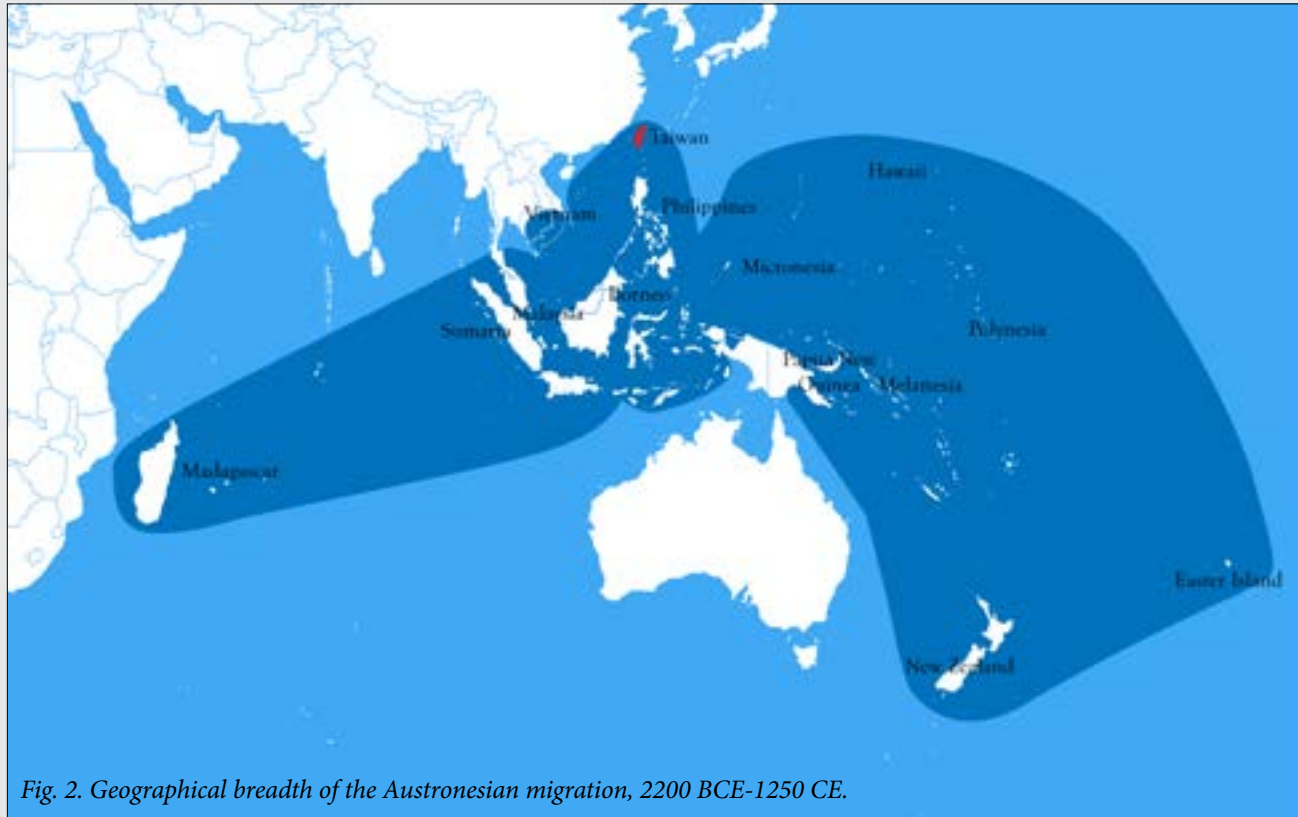 Taiwan
Hawaii
Philippines
Vietnam
Micronesia
Borneo
Malaysia
Sumatra
Polynesia
Papua New
Guinea
Melanesia
Madagascar
Easter Island
New Zealand
Fig. 2. Geographical breadth of the Austronesian migration, 2200 BCE-1250 CE.